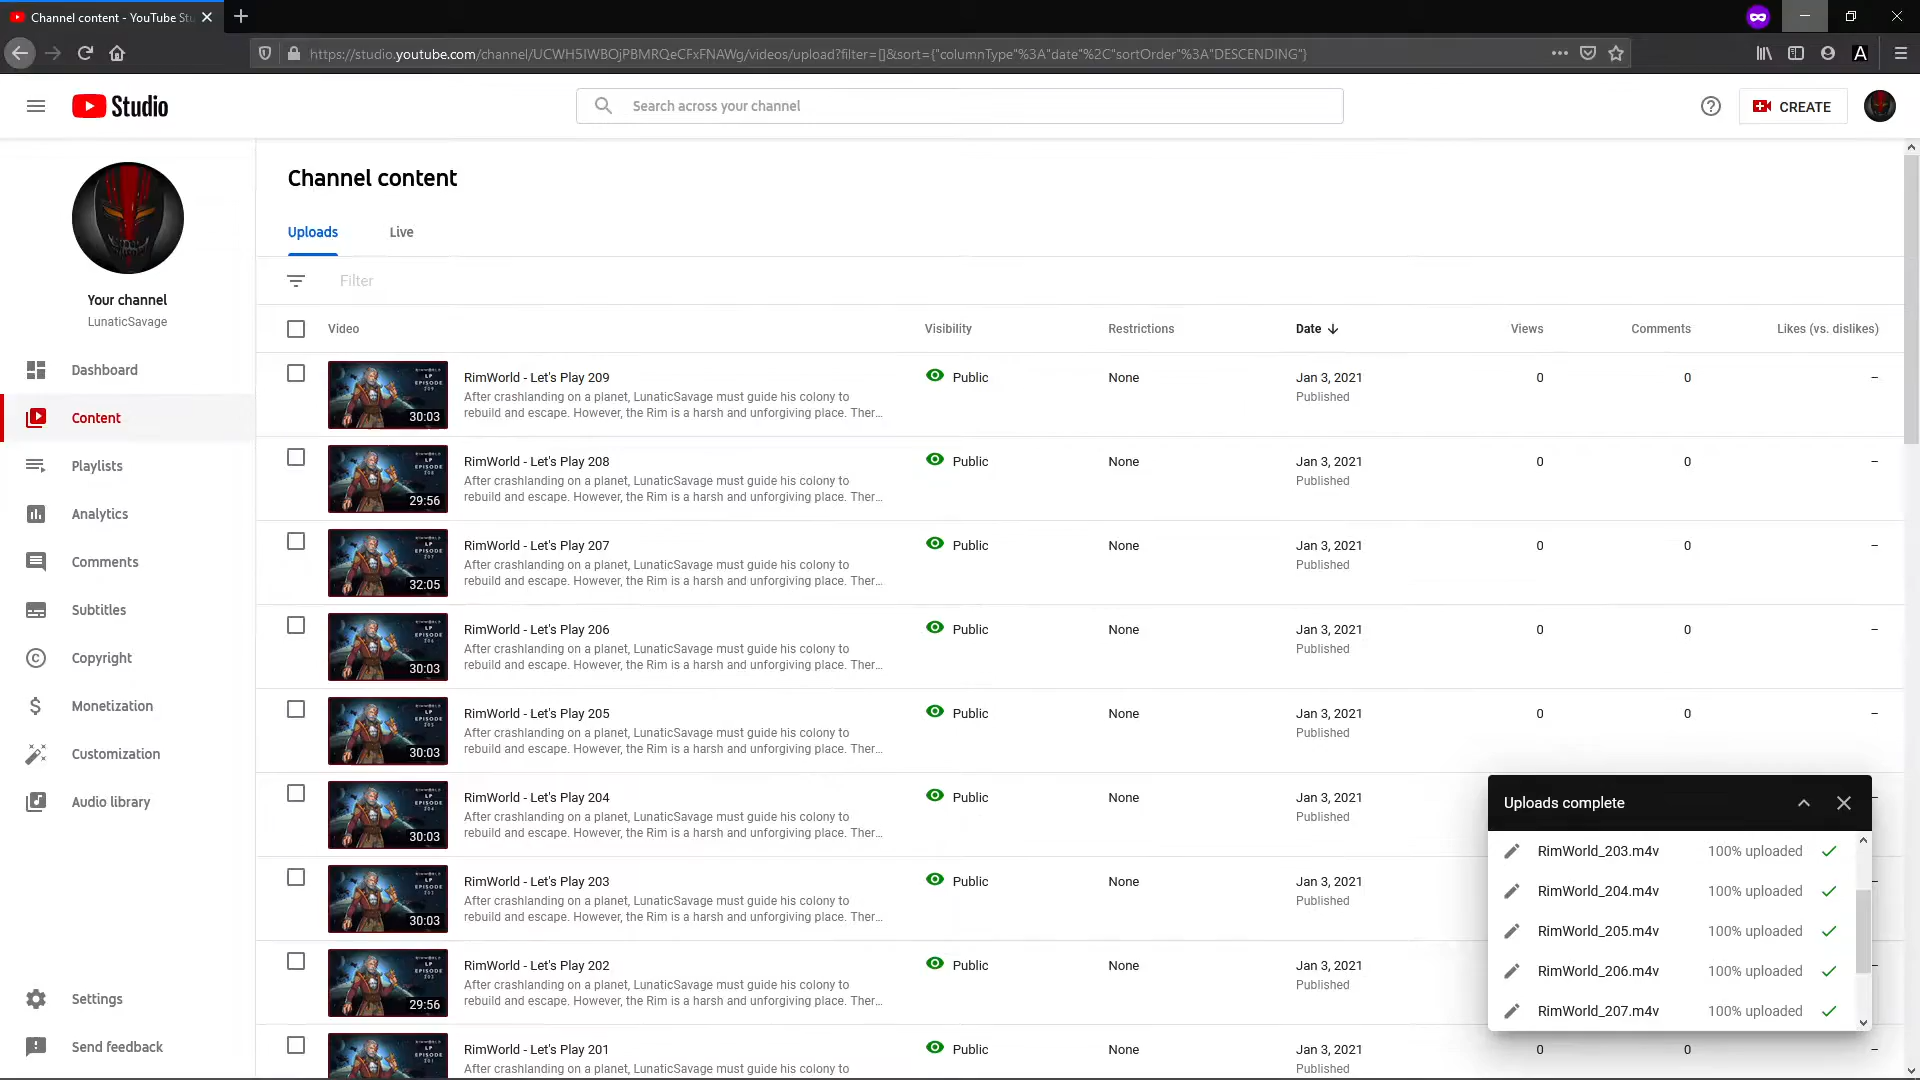 Channel content - YouTube Stu
https://studio.youtube.com/channel/UCWH5IWBOjPBMRQeCFxFNAWg/videos/upload?filter=[]&sort={"columnType"%3A"date"%2C"sortOrder"%3A"DESCENDING"}
Studio
Search across your channel
CREATE
Your channel
LunaticSavage
Dashboard
Content
Playlists
Analytics
Comments
Subtitles
Copyright
Monetization
Customization
Audio library
Settings
Send feedback
Channel content
Uploads Live
Filter
Video Visibility Restrictions Date Views Comments Likes (vs. dislikes)
30:03
RimWorld - Let's Play 209
After crashlanding on a planet, LunaticSavage must guide his colony to
rebuild and escape. However, the Rim is a harsh and unforgiving place. Ther...
Public None Jan 3, 2021 0 0 –
Published
29:56
RimWorld - Let's Play 208
After crashlanding on a planet, LunaticSavage must guide his colony to
rebuild and escape. However, the Rim is a harsh and unforgiving place. Ther...
Public None Jan 3, 2021 0 0 –
Published
32:05
RimWorld - Let's Play 207
After crashlanding on a planet, LunaticSavage must guide his colony to
rebuild and escape. However, the Rim is a harsh and unforgiving place. Ther...
Public None Jan 3, 2021 0 0 –
Published
30:03
RimWorld - Let's Play 206
After crashlanding on a planet, LunaticSavage must guide his colony to
rebuild and escape. However, the Rim is a harsh and unforgiving place. Ther...
Public None Jan 3, 2021 0 0 –
Published
30:03
RimWorld - Let's Play 205
After crashlanding on a planet, LunaticSavage must guide his colony to
rebuild and escape. However, the Rim is a harsh and unforgiving place. Ther...
Public None Jan 3, 2021 0 0 –
Published
30:03
RimWorld - Let's Play 204
After crashlanding on a planet, LunaticSavage must guide his colony to
rebuild and escape. However, the Rim is a harsh and unforgiving place. Ther...
Public None Jan 3, 2021
Published
30:03
RimWorld - Let's Play 203
After crashlanding on a planet, LunaticSavage must guide his colony to
rebuild and escape. However, the Rim is a harsh and unforgiving place. Ther...
Public None Jan 3, 2021
Published
29:56
RimWorld - Let's Play 202
After crashlanding on a planet, LunaticSavage must guide his colony to
rebuild and escape. However, the Rim is a harsh and unforgiving place. Ther...
Public None Jan 3, 2021
Published
RimWorld - Let's Play 201
After crashlanding on a planet, LunaticSavage must guide his colony to
Public None Jan 3, 2021 0 0 –
Published
Uploads complete
RimWorld_203.m4v 100% uploaded
RimWorld_204.m4v 100% uploaded
RimWorld_205.m4v 100% uploaded
RimWorld_206.m4v 100% uploaded
RimWorld_207.m4v 100% uploaded